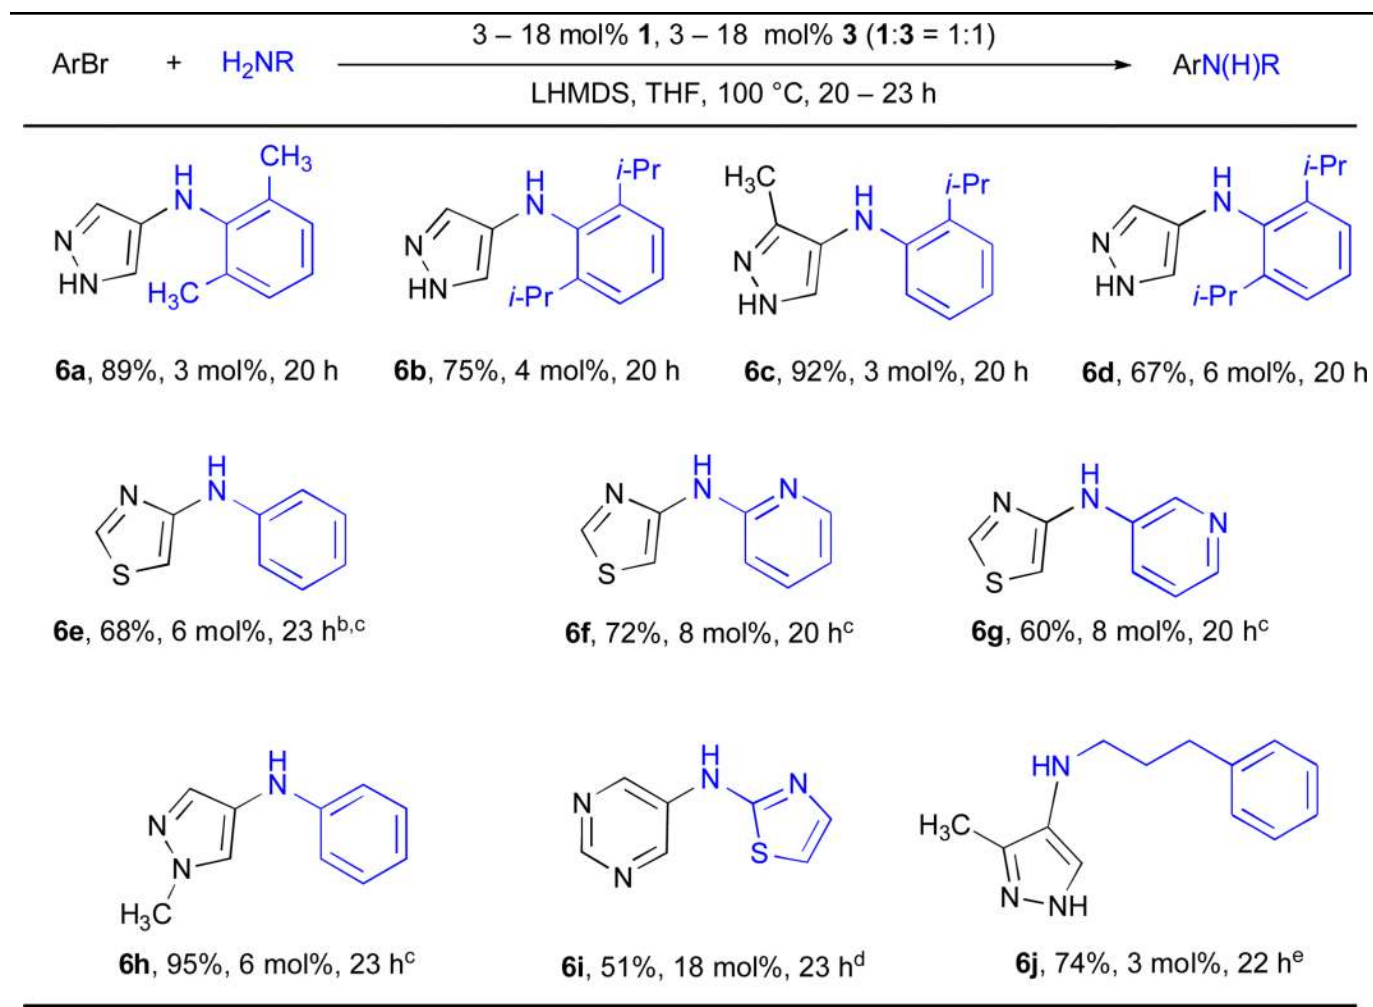 3 – 18 mol% 1, 3 – 18 mol% 3 (1:3 = 1:1)
ArBr + H₂NR ArN(H)R
LHMDS, THF, 100 °C, 20 – 23 h
CH₃
H
N
N
HN
H₃C
i-Pr
H
N
N
HN
i-Pr
H₃C
i-Pr
H
N
N
HN
i-Pr
H
N
N
HN
i-Pr
6a, 89%, 3 mol%, 20 h
6b, 75%, 4 mol%, 20 h
6c, 92%, 3 mol%, 20 h
6d, 67%, 6 mol%, 20 h
H
N
N
S
H
N
N
N
S
H
N
N
N
S
6e, 68%, 6 mol%, 23 hᵇ,ᶜ
6f, 72%, 8 mol%, 20 hᶜ
6g, 60%, 8 mol%, 20 hᶜ
H
N
N
N
H₃C
H
N
N
N
N
S
HN
H₃C
N
NH
6h, 95%, 6 mol%, 23 hᶜ
6i, 51%, 18 mol%, 23 hᵈ
6j, 74%, 3 mol%, 22 hᵉ